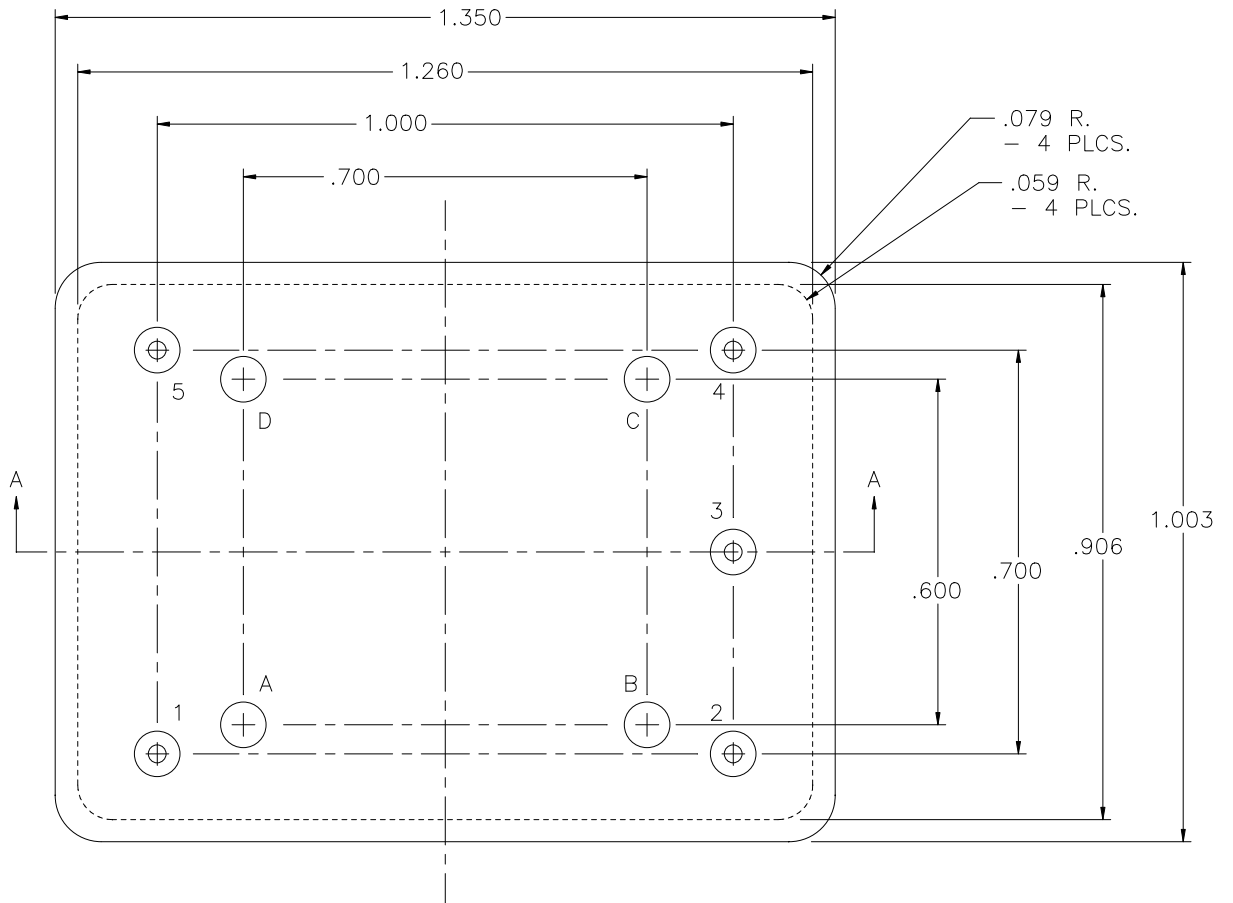 1.350
1.260
1.000
.700
.079 R.
– 4 PLCS.
.059 R.
– 4 PLCS.
5
D
C
4
A
A
3
1.003
.906
.700
.600
A
B
1
2